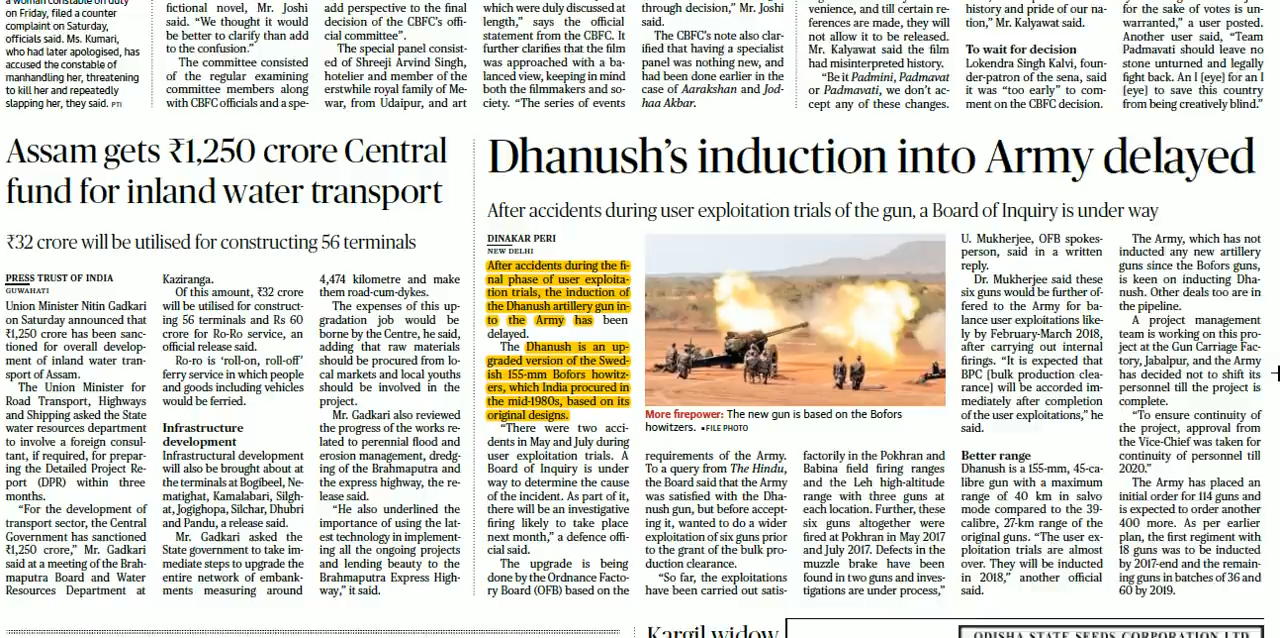 a woman constable on duty
on Friday, filed a counter
complaint on Saturday,
officials said. Ms. Kumari,
who had later apologised, has
accused the constable of
manhandling her, threatening
to kill her and repeatedly
slapping her, they said. PTI
fictional novel, Mr. Joshi
said. “We thought it would
be better to clarify than add
to the confusion.”
The committee consisted
of the regular examining
committee members along
with CBFC officials and a spe-
add perspective to the final
decision of the CBFC’s offi-
cial committee”.
The special panel consist-
ed of Shreeji Arvind Singh,
hotelier and member of the
erstwhile royal family of Me-
war, from Udaipur, and art
which were duly discussed at
length,” says the official
statement from the CBFC. It
further clarifies that the film
was approached with a ba-
lanced view, keeping in mind
both the filmmakers and so-
ciety. “The series of events
through decision,” Mr. Joshi
said.
The CBFC’s note also clar-
ified that having a specialist
panel was nothing new, and
had been done earlier in the
case of Aarakshan and Jod-
haa Akbar.
venience, and till certain re-
ferences are made, they will
not allow it to be released.
Mr. Kalyawat said the film
had misinterpreted history.
“Be it Padmini, Padmavat
or Padmavati, we don’t ac-
cept any of these changes.
history and pride of our na-
tion,” Mr. Kalyawat said.
To wait for decision
Lokendra Singh Kalvi, foun-
der-patron of the sena, said
it was “too early” to com-
ment on the CBFC decision.
for the sake of votes is un-
warranted,” a user posted.
Another user said, “Team
Padmavati should leave no
stone unturned and legally
fight back. An I [eye] for an I
[eye] to save this country
from being creatively blind.”
Assam gets ₹1,250 crore Central
fund for inland water transport
₹32 crore will be utilised for constructing 56 terminals
PRESS TRUST OF INDIA
GUWAHATI
Union Minister Nitin Gadkari
on Saturday announced that
₹1,250 crore has been sanc-
tioned for overall develop-
ment of inland water tran-
sport of Assam.
The Union Minister for
Road Transport, Highways
and Shipping asked the State
water resources department
to involve a foreign consul-
tant, if required, for prepar-
ing the Detailed Project Re-
port (DPR) within three
months.
“For the development of
transport sector, the Central
Government has sanctioned
₹1,250 crore,” Mr. Gadkari
said at a meeting of the Brah-
maputra Board and Water
Resources Department at
Kaziranga.
Of this amount, ₹32 crore
will be utilised for construct-
ing 56 terminals and Rs 60
crore for Ro-Ro service, an
official release said.
Ro-ro is ‘roll-on, roll-off’
ferry service in which people
and goods including vehicles
would be ferried.
Infrastructure
development
Infrastructural development
will also be brought about at
the terminals at Bogibeel, Ne-
matighat, Kamalabari, Silgh-
at, Jogighopa, Silchar, Dhubri
and Pandu, a release said.
Mr. Gadkari asked the
State government to take im-
mediate steps to upgrade the
entire network of embank-
ments measuring around
4,474 kilometre and make
them road-cum-dykes.
The expenses of this up-
gradation job would be
borne by the Centre, he said,
adding that raw materials
should be procured from lo-
cal markets and local youths
should be involved in the
project.
Mr. Gadkari also reviewed
the progress of the works re-
lated to perennial flood and
erosion management, dredg-
ing of the Brahmaputra and
the express highway, the re-
lease said.
“He also underlined the
importance of using the lat-
est technology in implement-
ing all the ongoing projects
and lending beauty to the
Brahmaputra Express High-
way,” it said.
Dhanush’s induction into Army delayed
After accidents during user exploitation trials of the gun, a Board of Inquiry is under way
DINAKAR PERI
NEW DELHI
After accidents during the fi-
nal phase of user exploita-
tion trials, the induction of
the Dhanush artillery gun in-
to the Army has been
delayed.
The Dhanush is an up-
graded version of the Swed-
ish 155-mm Bofors howitz-
ers, which India procured in
the mid-1980s, based on its
original designs.
“There were two acci-
dents in May and July during
user exploitation trials. A
Board of Inquiry is under
way to determine the cause
of the incident. As part of it,
there will be an investigative
firing likely to take place
next month,” a defence offi-
cial said.
The upgrade is being
done by the Ordnance Facto-
ry Board (OFB) based on the
More firepower: The new gun is based on the Bofors
howitzers. •FILE PHOTO
requirements of the Army.
To a query from The Hindu,
the Board said that the Army
was satisfied with the Dha-
nush gun, but before accept-
ing it, wanted to do a wider
exploitation of six guns prior
to the grant of the bulk pro-
duction clearance.
“So far, the exploitations
have been carried out satis-
factorily in the Pokhran and
Babina field firing ranges
and the Leh high-altitude
range with three guns at
each location. Further, these
six guns altogether were
fired at Pokhran in May 2017
and July 2017. Defects in the
muzzle brake have been
found in two guns and inves-
tigations are under process,”
U. Mukherjee, OFB spokes-
person, said in a written
reply.
Dr. Mukherjee said these
six guns would be further of-
fered to the Army for ba-
lance user exploitations like-
ly by February-March 2018,
after carrying out internal
firings. “It is expected that
BPC [bulk production clea-
rance] will be accorded im-
mediately after completion
of the user exploitations,” he
said.
Better range
Dhanush is a 155-mm, 45-ca-
libre gun with a maximum
range of 40 km in salvo
mode compared to the 39-
calibre, 27-km range of the
original guns. “The user ex-
ploitation trials are almost
over. They will be inducted
in 2018,” another official
said.
The Army, which has not
inducted any new artillery
guns since the Bofors guns,
is keen on inducting Dha-
nush. Other deals too are in
the pipeline.
A project management
team is working on this pro-
ject at the Gun Carriage Fac-
tory, Jabalpur, and the Army
has decided not to shift its
personnel till the project is
complete.
“To ensure continuity of
the project, approval from
the Vice-Chief was taken for
continuity of personnel till
2020.”
The Army has placed an
initial order for 114 guns and
is expected to order another
400 more. As per earlier
plan, the first regiment with
18 guns was to be inducted
by 2017-end and the remain-
ing guns in batches of 36 and
60 by 2019.
Kargil widow
ODISHA STATE SEEDS CORPORATION LTD